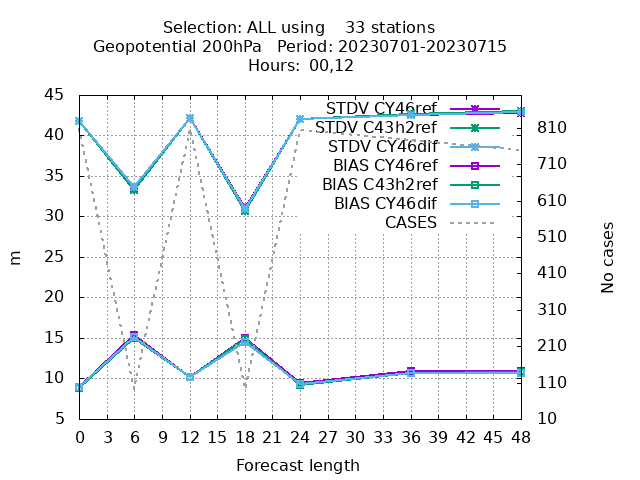 Selection: ALL using    33 stations
Geopotential 200hPa   Period: 20230701-20230715
Hours:  00,12
45
40
35
30
25
20
15
10
5
m
STDV CY46ref
STDV C43h2ref
STDV CY46dif
BIAS CY46ref
BIAS C43h2ref
BIAS CY46dif
CASES
810
710
610
510
410
310
210
110
10
No cases
0 3 6 9 12 15 18 21 24 27 30 33 36 39 42 45 48
Forecast length